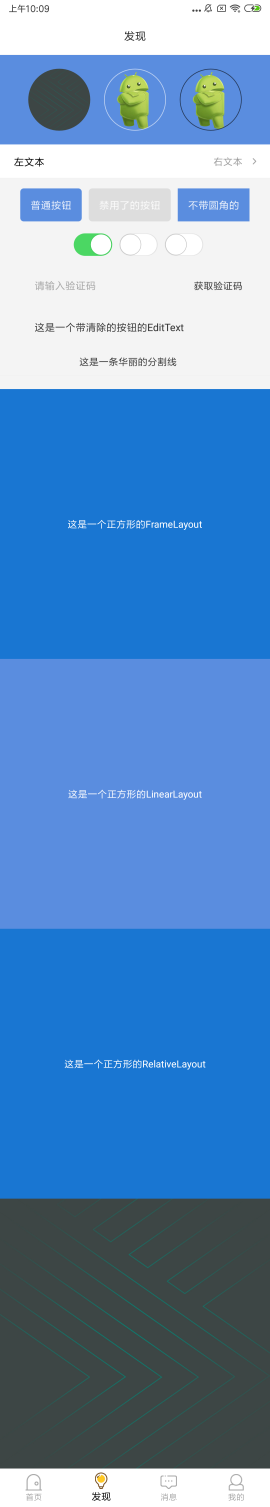 上午10:09
发现
左文本 右文本
普通按钮 禁用了的按钮 不带圆角的
请输入验证码 获取验证码
这是一个带清除的按钮的EditText
这是一条华丽的分割线
这是一个正方形的FrameLayout
这是一个正方形的LinearLayout
这是一个正方形的RelativeLayout
首页 发现 消息 我的